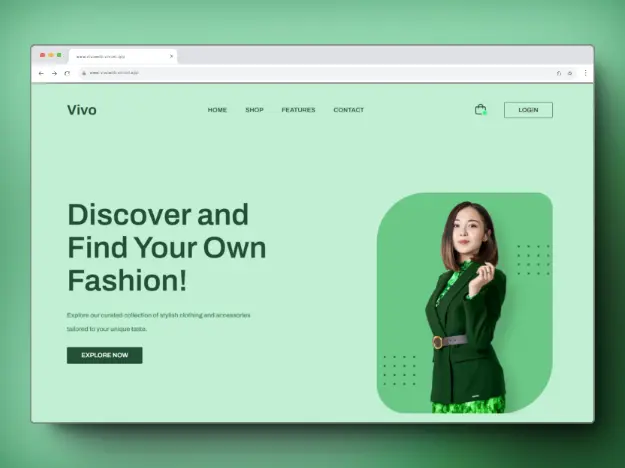 Vivo
HOME SHOP FEATURES CONTACT
LOGIN
Discover and
Find Your Own
Fashion!
Explore our curated collection of stylish clothing and accessories
tailored to your unique taste.
EXPLORE NOW